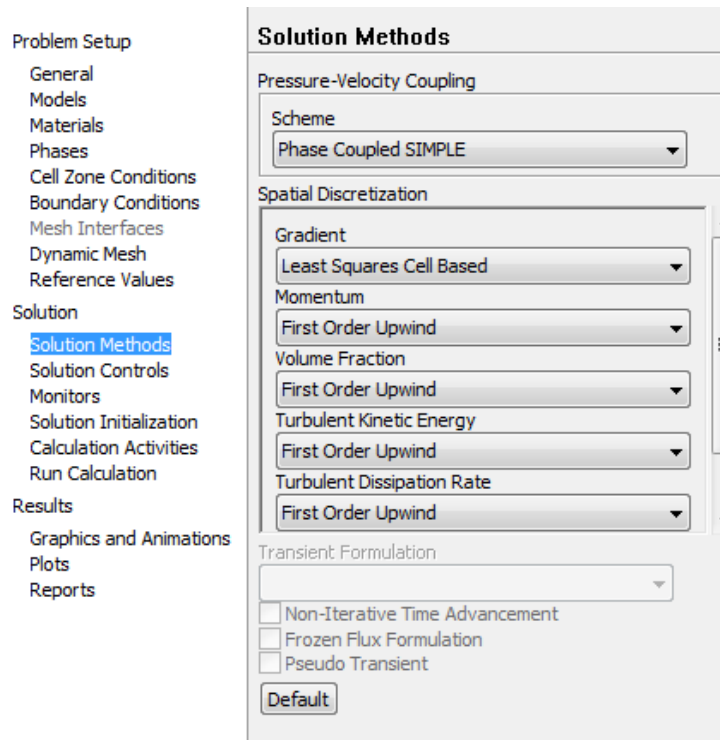 Problem Setup
General
Models
Materials
Phases
Cell Zone Conditions
Boundary Conditions
Mesh Interfaces
Dynamic Mesh
Reference Values
Solution
Solution Methods
Solution Controls
Monitors
Solution Initialization
Calculation Activities
Run Calculation
Results
Graphics and Animations
Plots
Reports
Solution Methods
Pressure-Velocity Coupling
Scheme
Phase Coupled SIMPLE
Spatial Discretization
Gradient
Least Squares Cell Based
Momentum
First Order Upwind
Volume Fraction
First Order Upwind
Turbulent Kinetic Energy
First Order Upwind
Turbulent Dissipation Rate
First Order Upwind
Transient Formulation
Non-Iterative Time Advancement
Frozen Flux Formulation
Pseudo Transient
Default